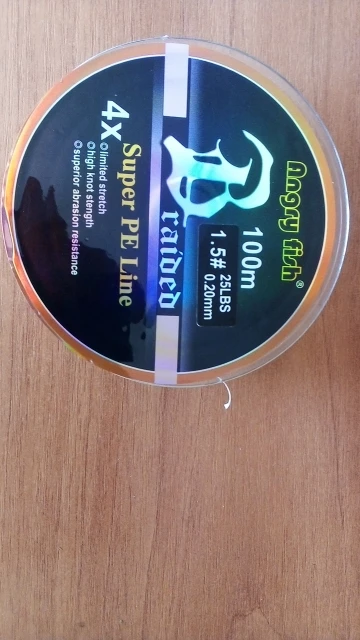 Angry fish®
100m
25LBS
1.5# 0.20mm
Braided
Super PE Line
4x
limited stretch
high knot stength
superior abrasion resistance